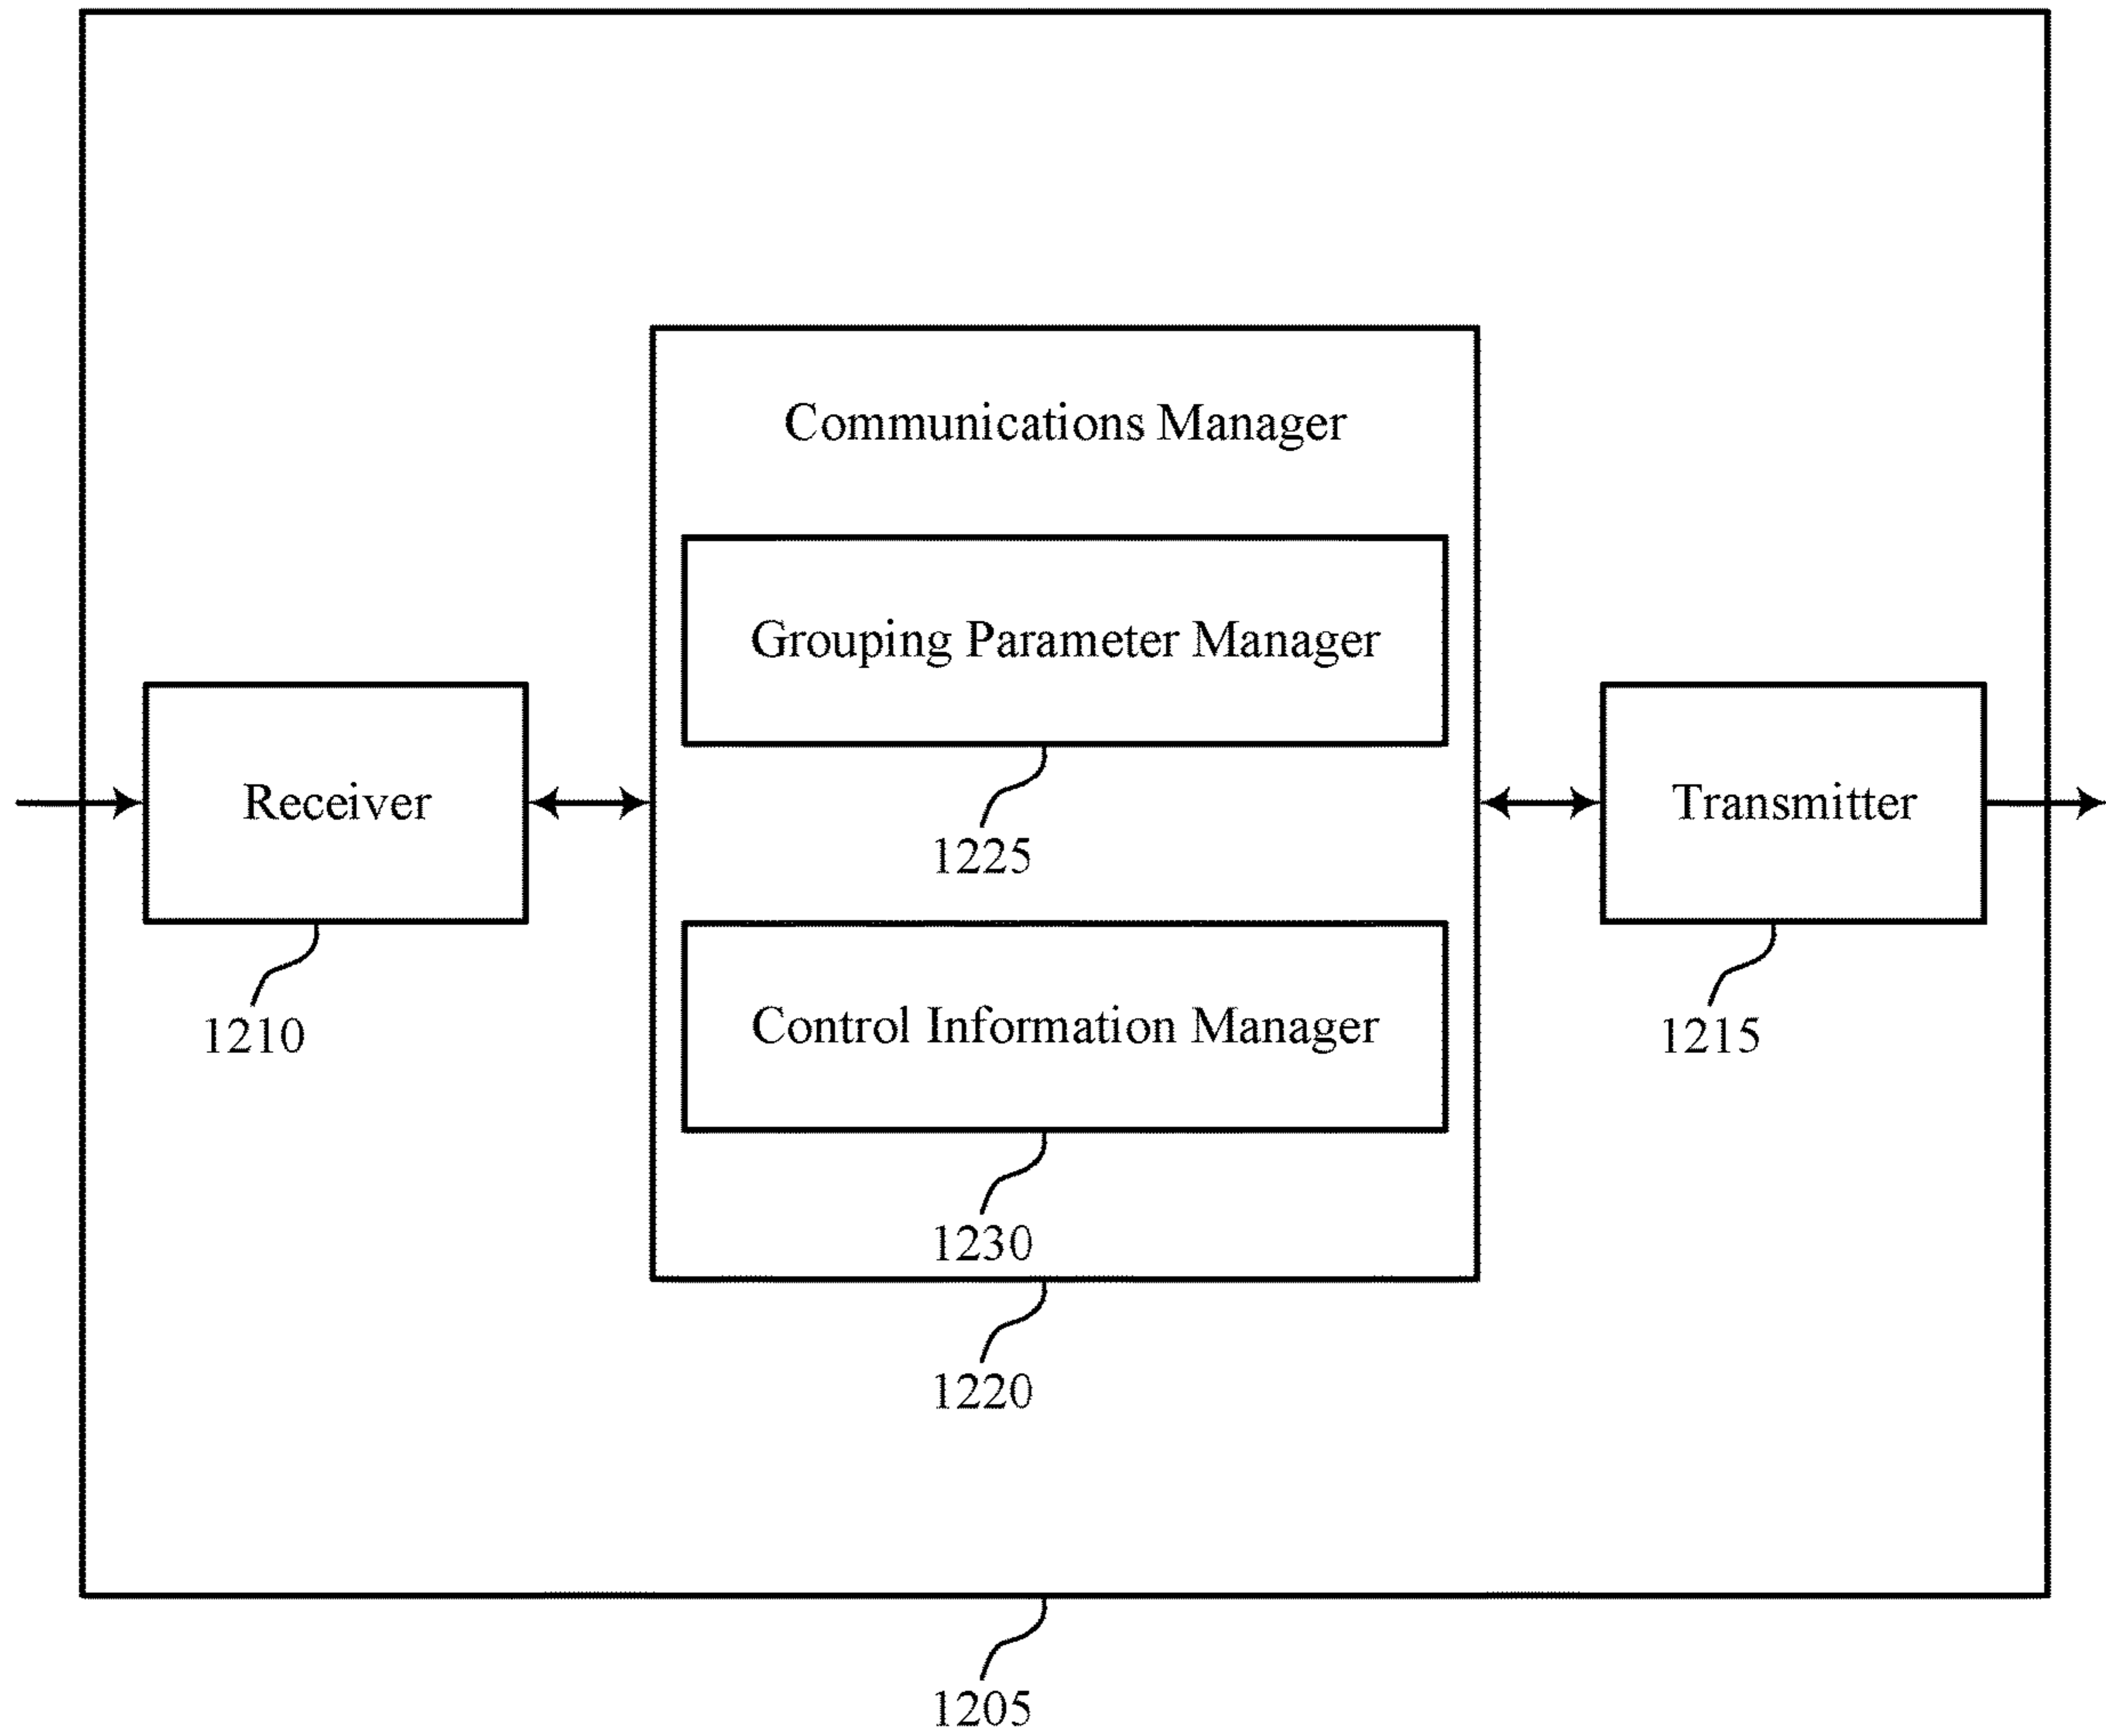 Communications Manager
Grouping Parameter Manager
1225
Receiver
1210
Transmitter
1215
Control Information Manager
1230
1220
1205